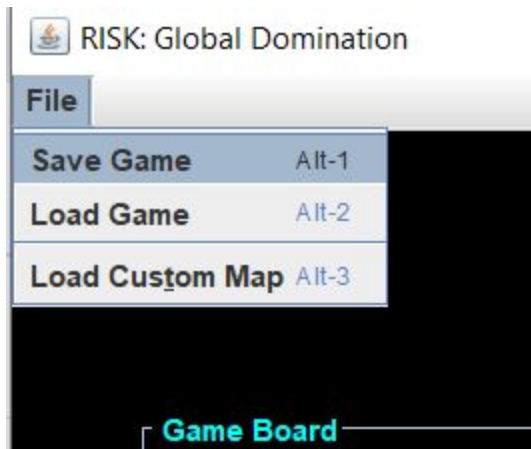 RISK: Global Domination
File
Save Game Alt-1
Load Game Alt-2
Load Custom Map Alt-3
Game Board